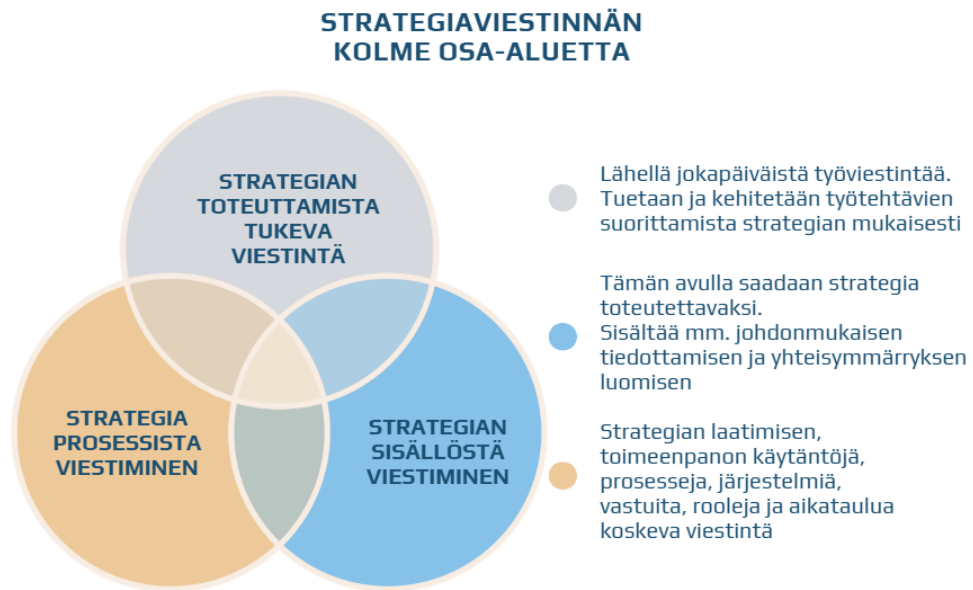 STRATEGIAVIESTINNÄN
KOLME OSA-ALUETTA
STRATEGIAN
TOTEUTTAMISTA
TUKEVA
VIESTINTÄ
STRATEGIA
PROSESSISTA
VIESTIMINEN
STRATEGIAN
SISÄLLÖSTÄ
VIESTIMINEN
Lähellä jokapäiväistä työviestintää.
Tuetaan ja kehitetään työtehtävien
suorittamista strategian mukaisesti
Tämän avulla saadaan strategia
toteutettavaksi.
Sisältää mm. johdonmukaisen
tiedottamisen ja yhteisymmärryksen
luomisen
Strategian laatimisen,
toimeenpanon käytäntöjä,
prosesseja, järjestelmiä,
vastuita, rooleja ja aikataulua
koskeva viestintä